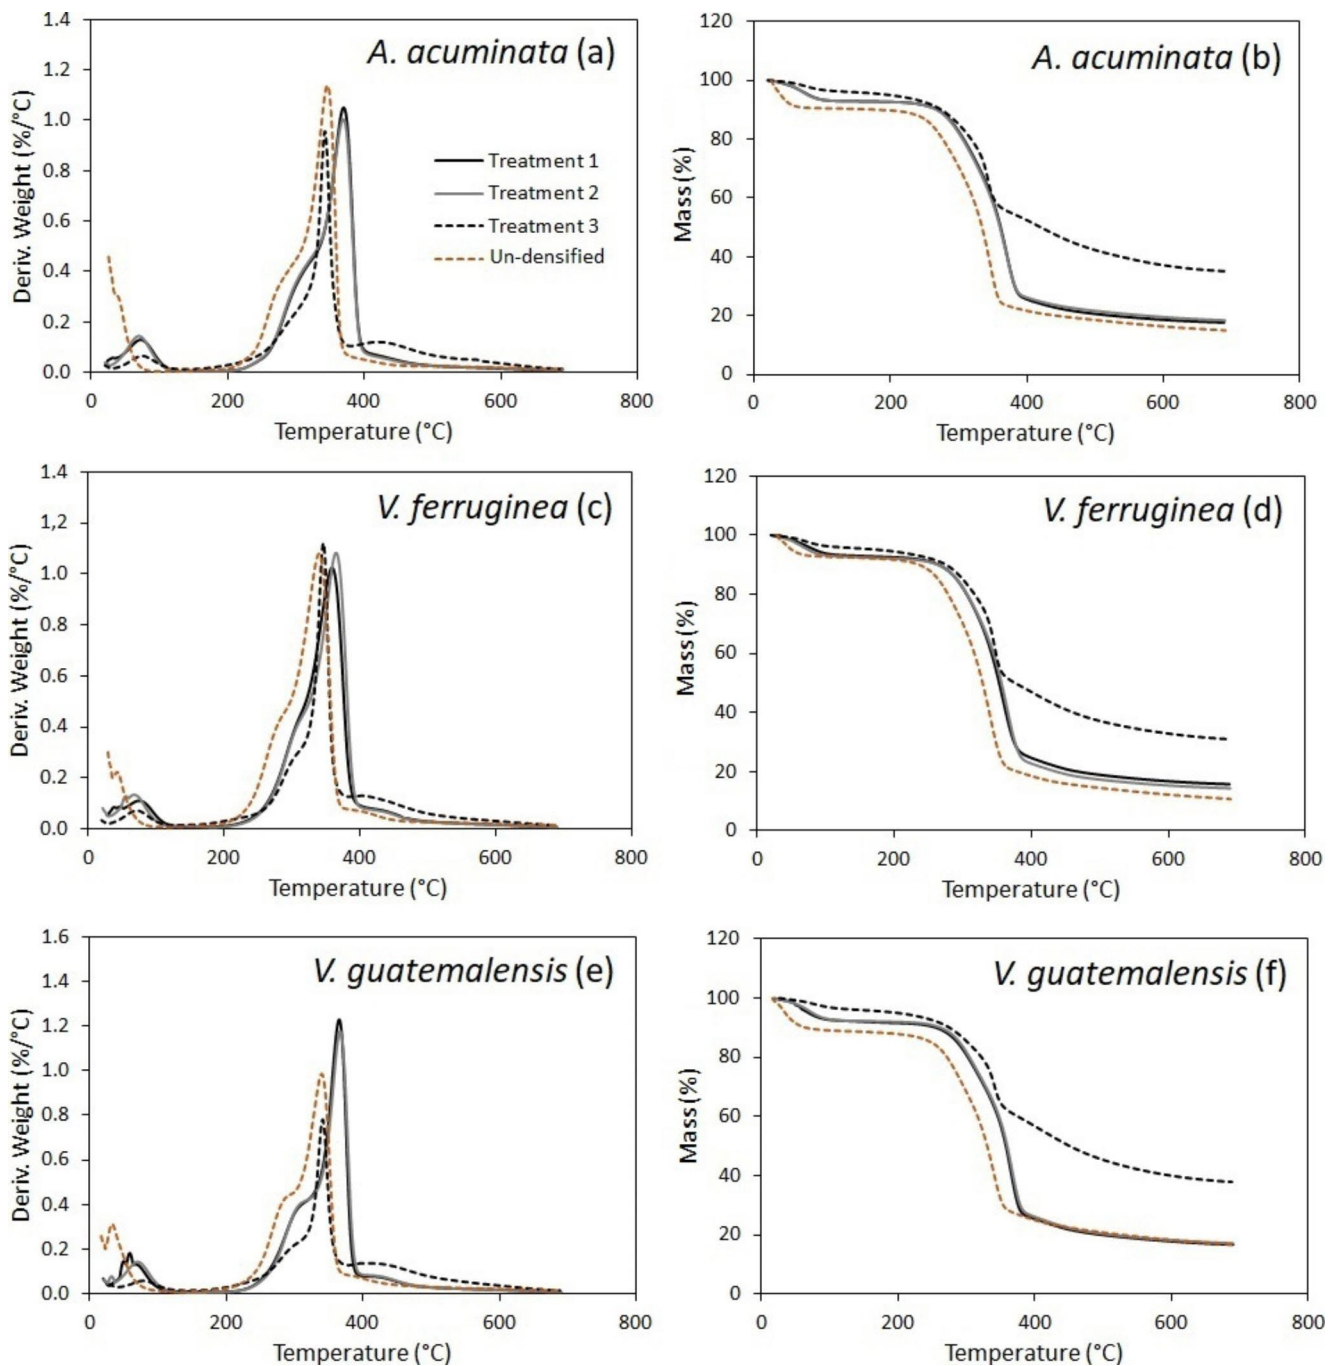 A. acuminata (a)
Deriv. Weight (%/°C)
1.4
1.2
1.0
0.8
0.6
0.4
0.2
0.0
Treatment 1
Treatment 2
Treatment 3
Un-densified
0 200 400 600 800
Temperature (°C)
A. acuminata (b)
Mass (%)
120
100
80
60
40
20
0
0 200 400 600 800
Temperature (°C)
V. ferruginea (c)
Deriv. Weight (%/°C)
1.4
1,2
1.0
0.8
0.6
0.4
0.2
0.0
0 200 400 600 800
Temperature (°C)
V. ferruginea (d)
Mass (%)
120
100
80
60
40
20
0
0 200 400 600 800
Temperature (°C)
V. guatemalensis (e)
Deriv. Weight (%/°C)
1.6
1.4
1.2
1.0
0.8
0.6
0.4
0.2
0.0
0 200 400 600 800
Temperature (°C)
V. guatemalensis (f)
Mass (%)
120
100
80
60
40
20
0
0 200 400 600 800
Temperature (°C)